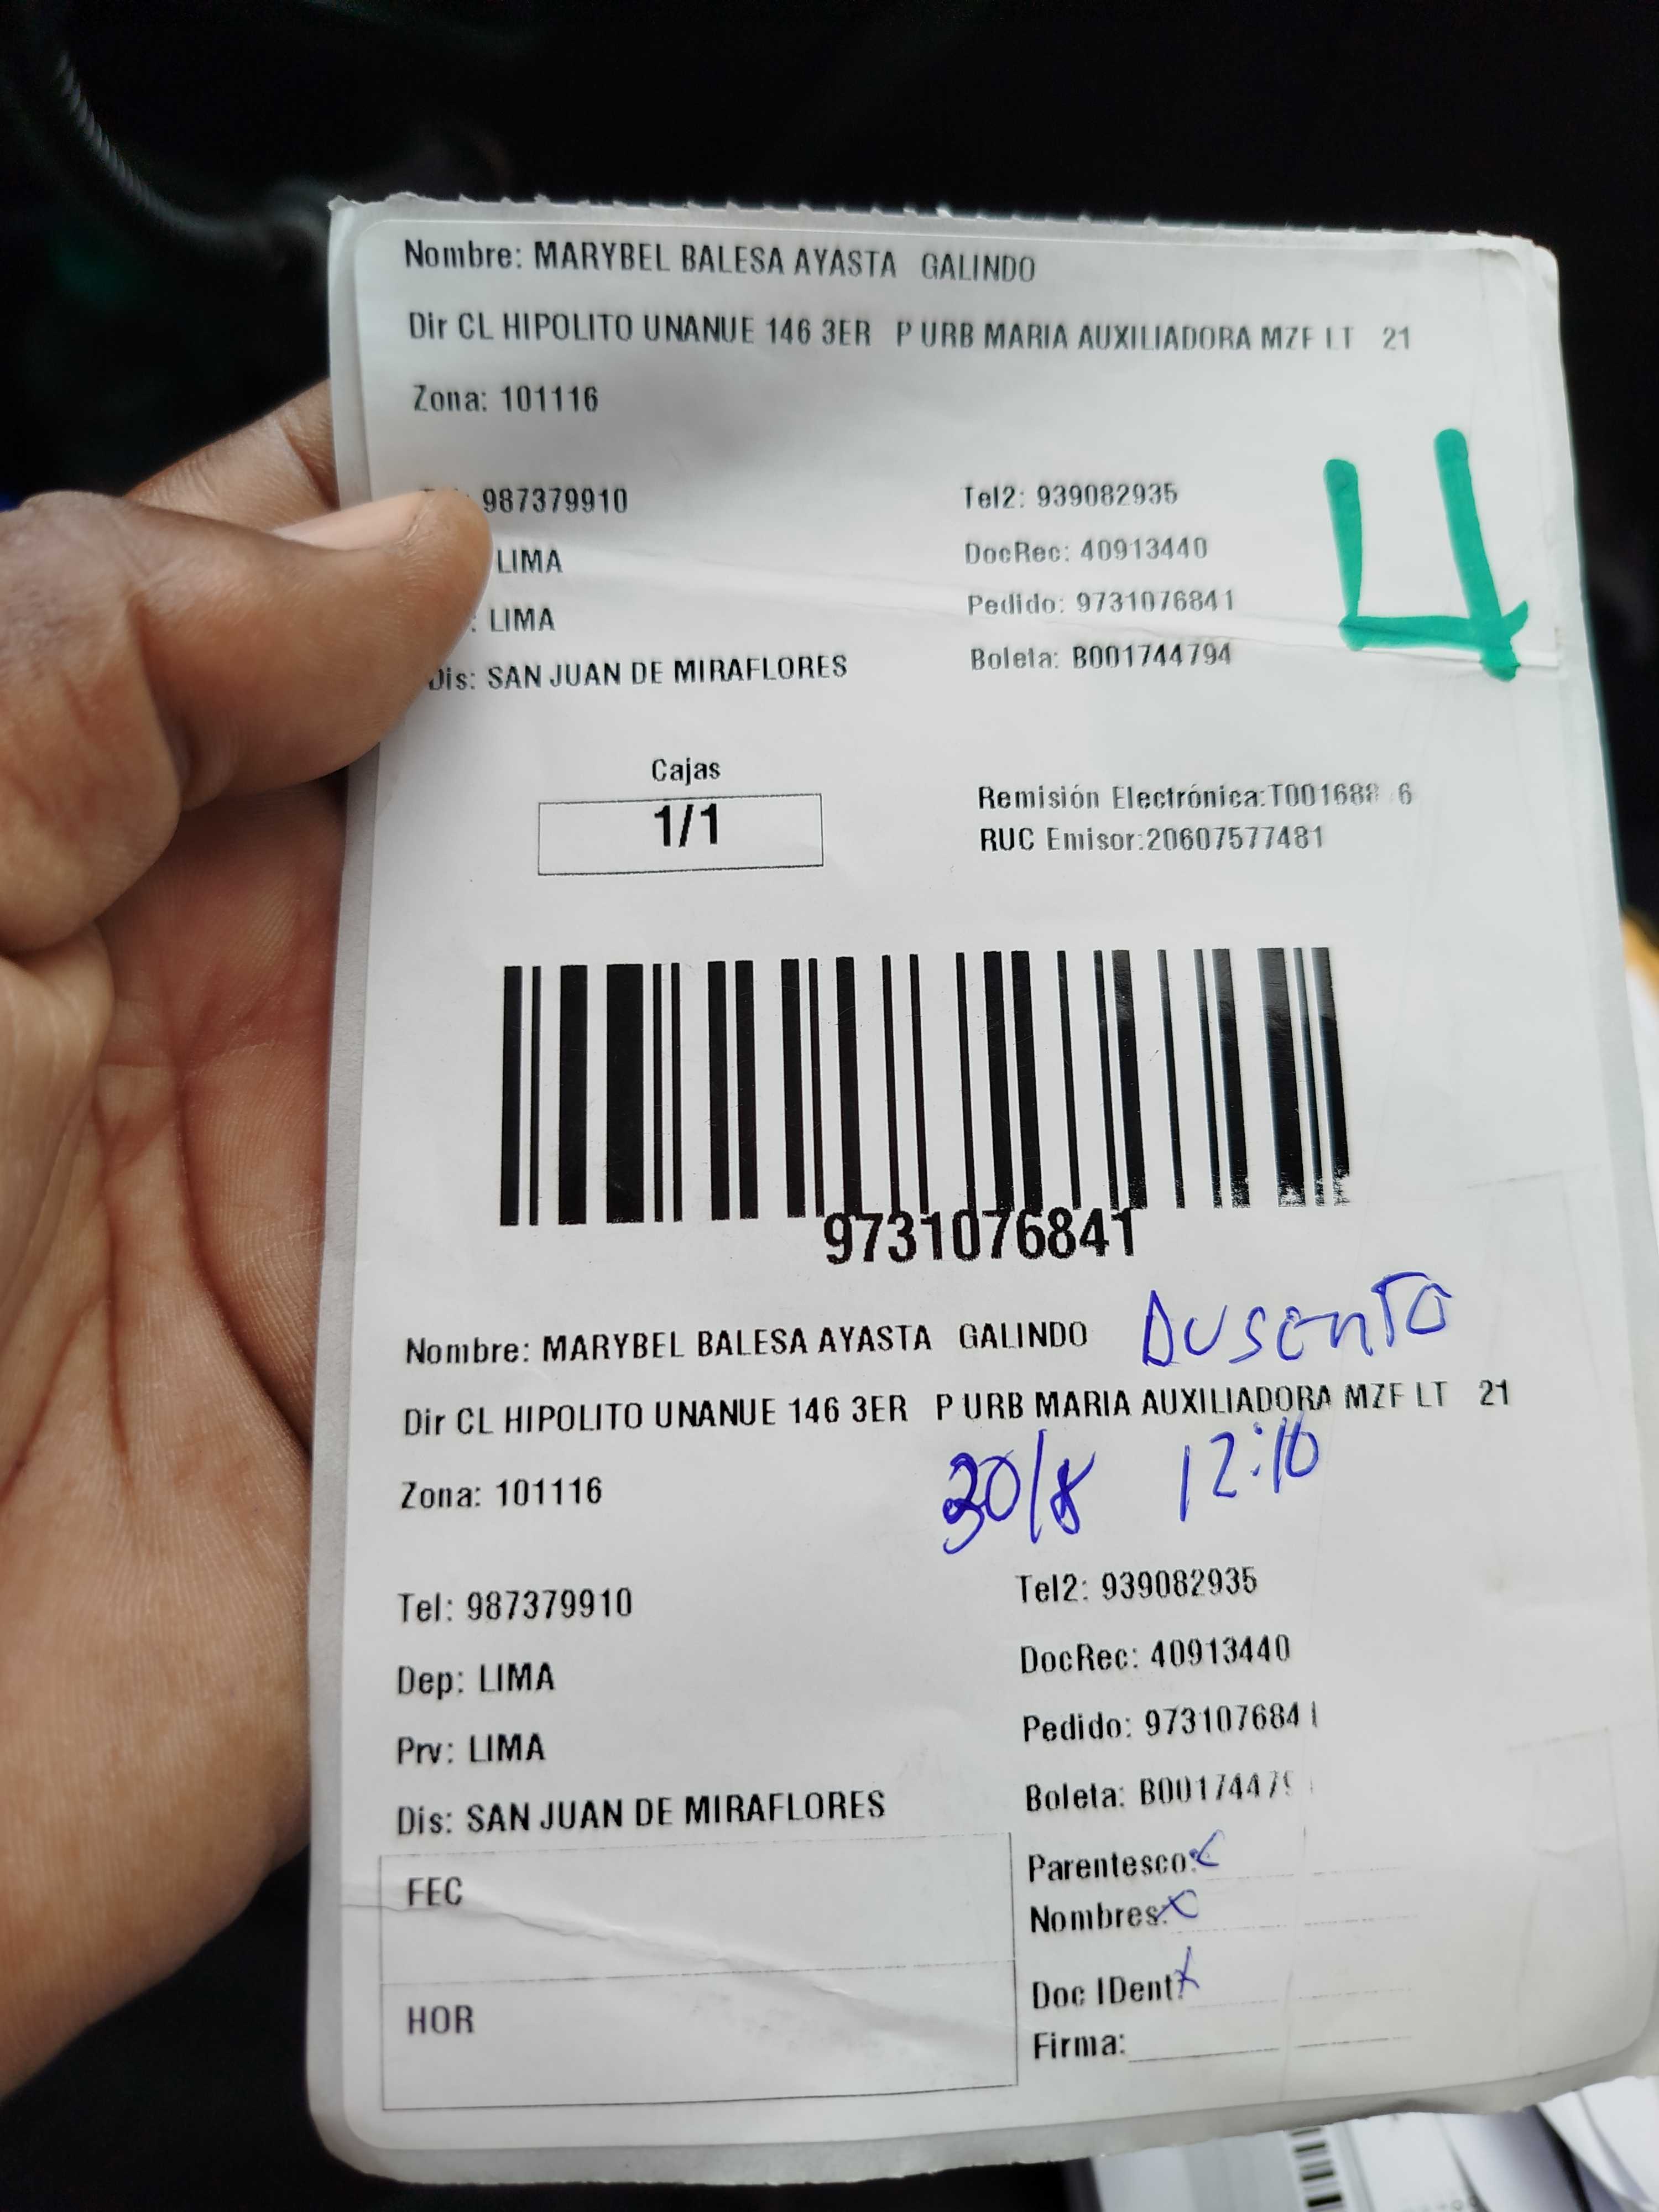 Nombre: MARYBEL BALESA AYASTA GALINDO
Dir CL HIPOLITO UNANUE 146 3ER P URB MARIA AUXILIADORA MZF LT 21
Zona: 101116
987379910 Tel2: 939082935
LIMA DocRec: 40913440
: LIMA Pedido: 9731076841
Dis: SAN JUAN DE MIRAFLORES Boleta: B001744794
4
Cajas
1/1
Remisión Electrónica:
RUC Emisor:20607577481
9731076841
Nombre: MARYBEL BALESA AYASTA GALINDO Ausento
Dir CL HIPOLITO UNANUE 146 3ER P URB MARIA AUXILIADORA MZF LT 21
Zona: 101116 30/8 12:10
Tel: 987379910 Tel2: 939082935
Dep: LIMA DocRec: 40913440
Prv: LIMA Pedido: 9731076841
Dis: SAN JUAN DE MIRAFLORES Boleta:
FEC Parentesco:
Nombres:
HOR Doc IDent:
Firma: